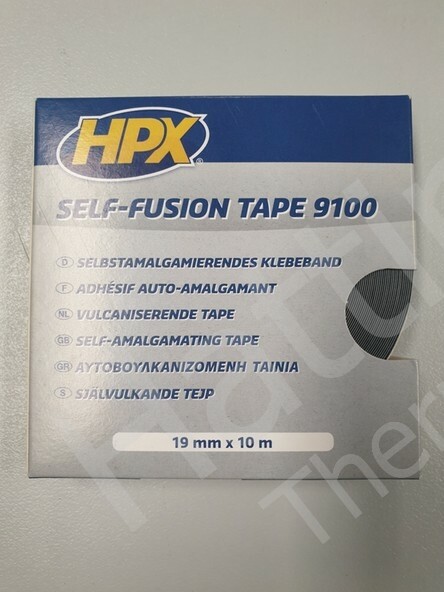 HPX®
SELF-FUSION TAPE 9100
D SELBSTAMALGAMIERENDES KLEBEBAND
F ADHÉSIF AUTO-AMALGAMANT
NL VULCANISERENDE TAPE
GB SELF-AMALGAMATING TAPE
GR ΑΥΤΟΒΟΥΛΚΑΝΙΖΟΜΕΝΗ ΤΑΙΝΙΑ
S SJÄLVULKANDE TEJP
19 mm x 10 m